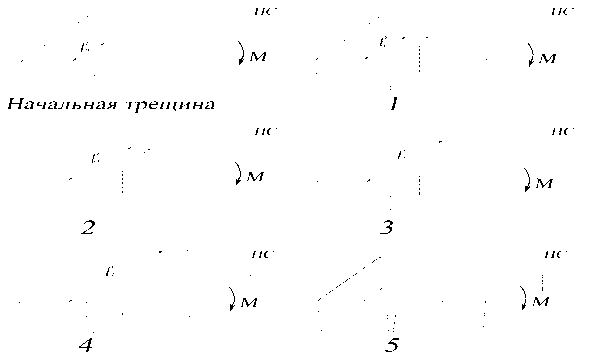 нс нс
ξ М ξ М
Начальная трещина 1
нс нс
ξ М ξ М
2 3
нс нс
ξ М М
4 5